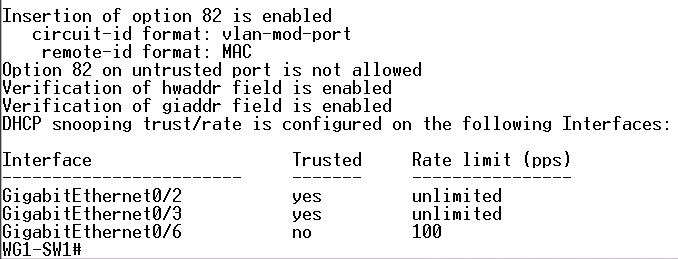 Insertion of option 82 is enabled
circuit-id format: vlan-mod-port
remote-id format: MAC
Option 82 on untrusted port is not allowed
Verification of hwaddr field is enabled
Verification of giaddr field is enabled
DHCP snooping trust/rate is configured on the following Interfaces:
Interface Trusted Rate limit (pps)
------------------------ ------- ----------------
GigabitEthernet0/2 yes unlimited
GigabitEthernet0/3 yes unlimited
GigabitEthernet0/6 no 100
WG1-SW1#